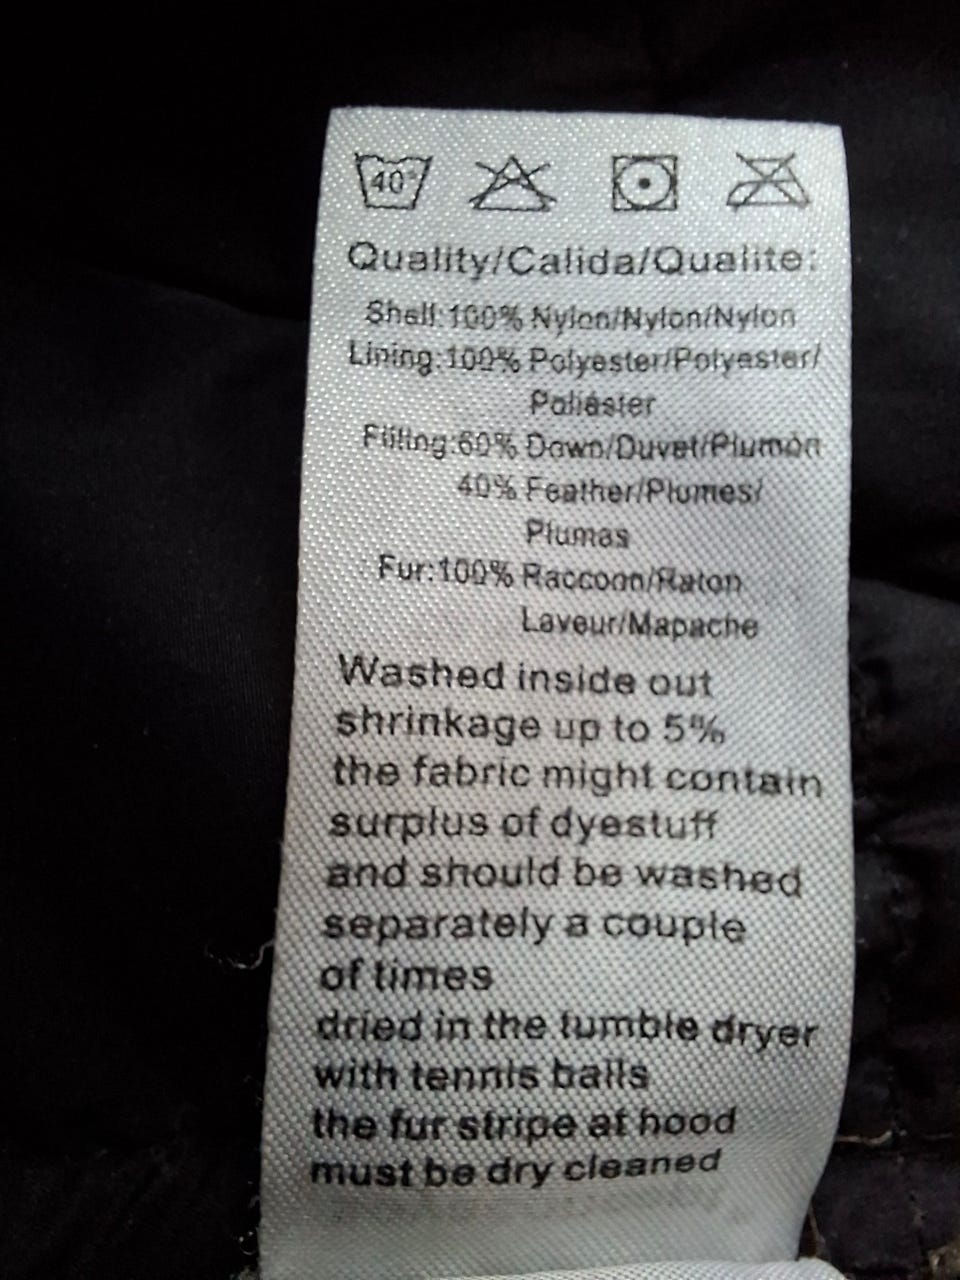 40°
Quality/Calida/Qualite:
Shell:100% Nylon/Nylon/Nylon
Lining:100% Polyester/Polyester/
Poliéster
Filling:60% Down/Duvet/Plumón
40% Feather/Plumes/
Plumas
Fur:100% Raccoon/Raton
Laveur/Mapache
Washed inside out
shrinkage up to 5%
the fabric might contain
surplus of dyestuff
and should be washed
separately a couple
of times
dried in the tumble dryer
with tennis balls
the fur stripe at hood
must be dry cleaned